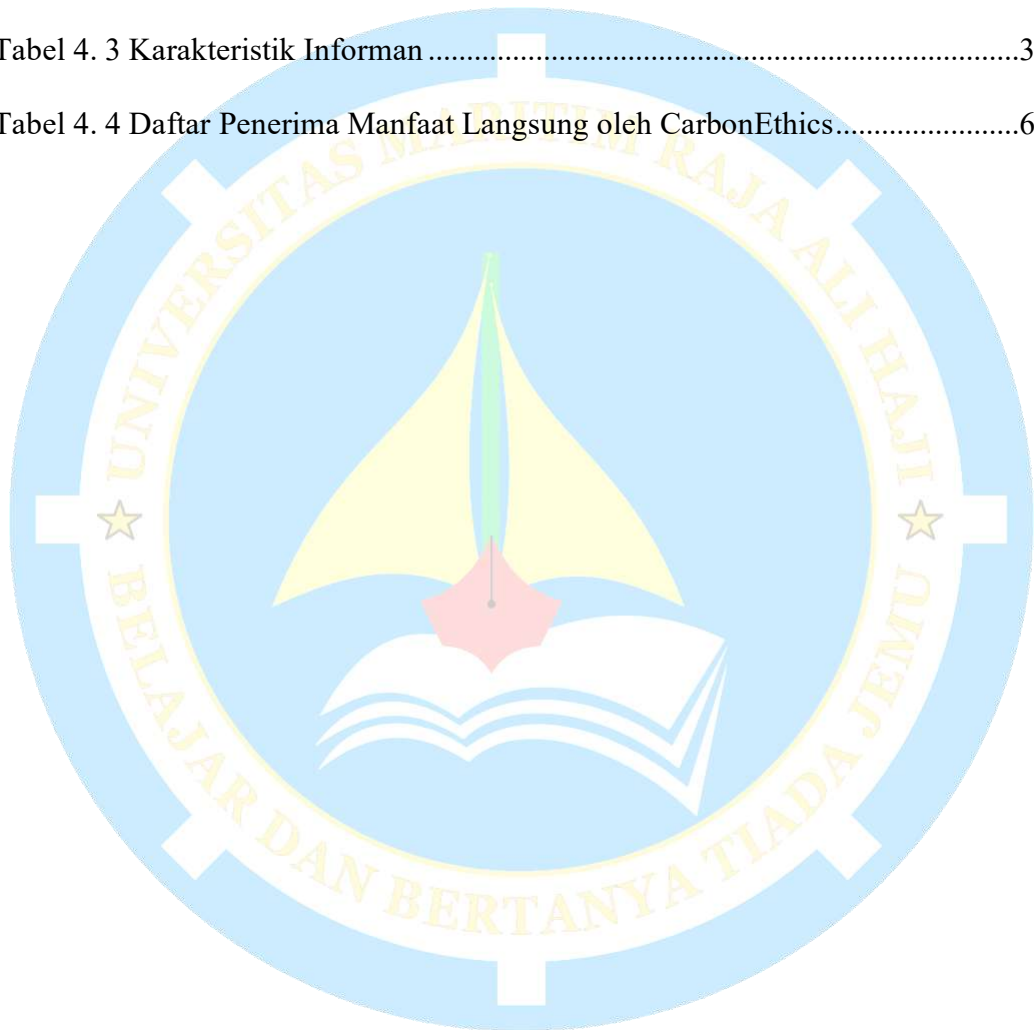 Tabel 4. 3 Karakteristik Informan ..............................................................................3
Tabel 4. 4 Daftar Penerima Manfaat Langsung oleh CarbonEthics........................6
UNIVERSITAS MARITIM RAJA ALI HAJI
BELAJAR DAN BERTANYA TIADA JEMU